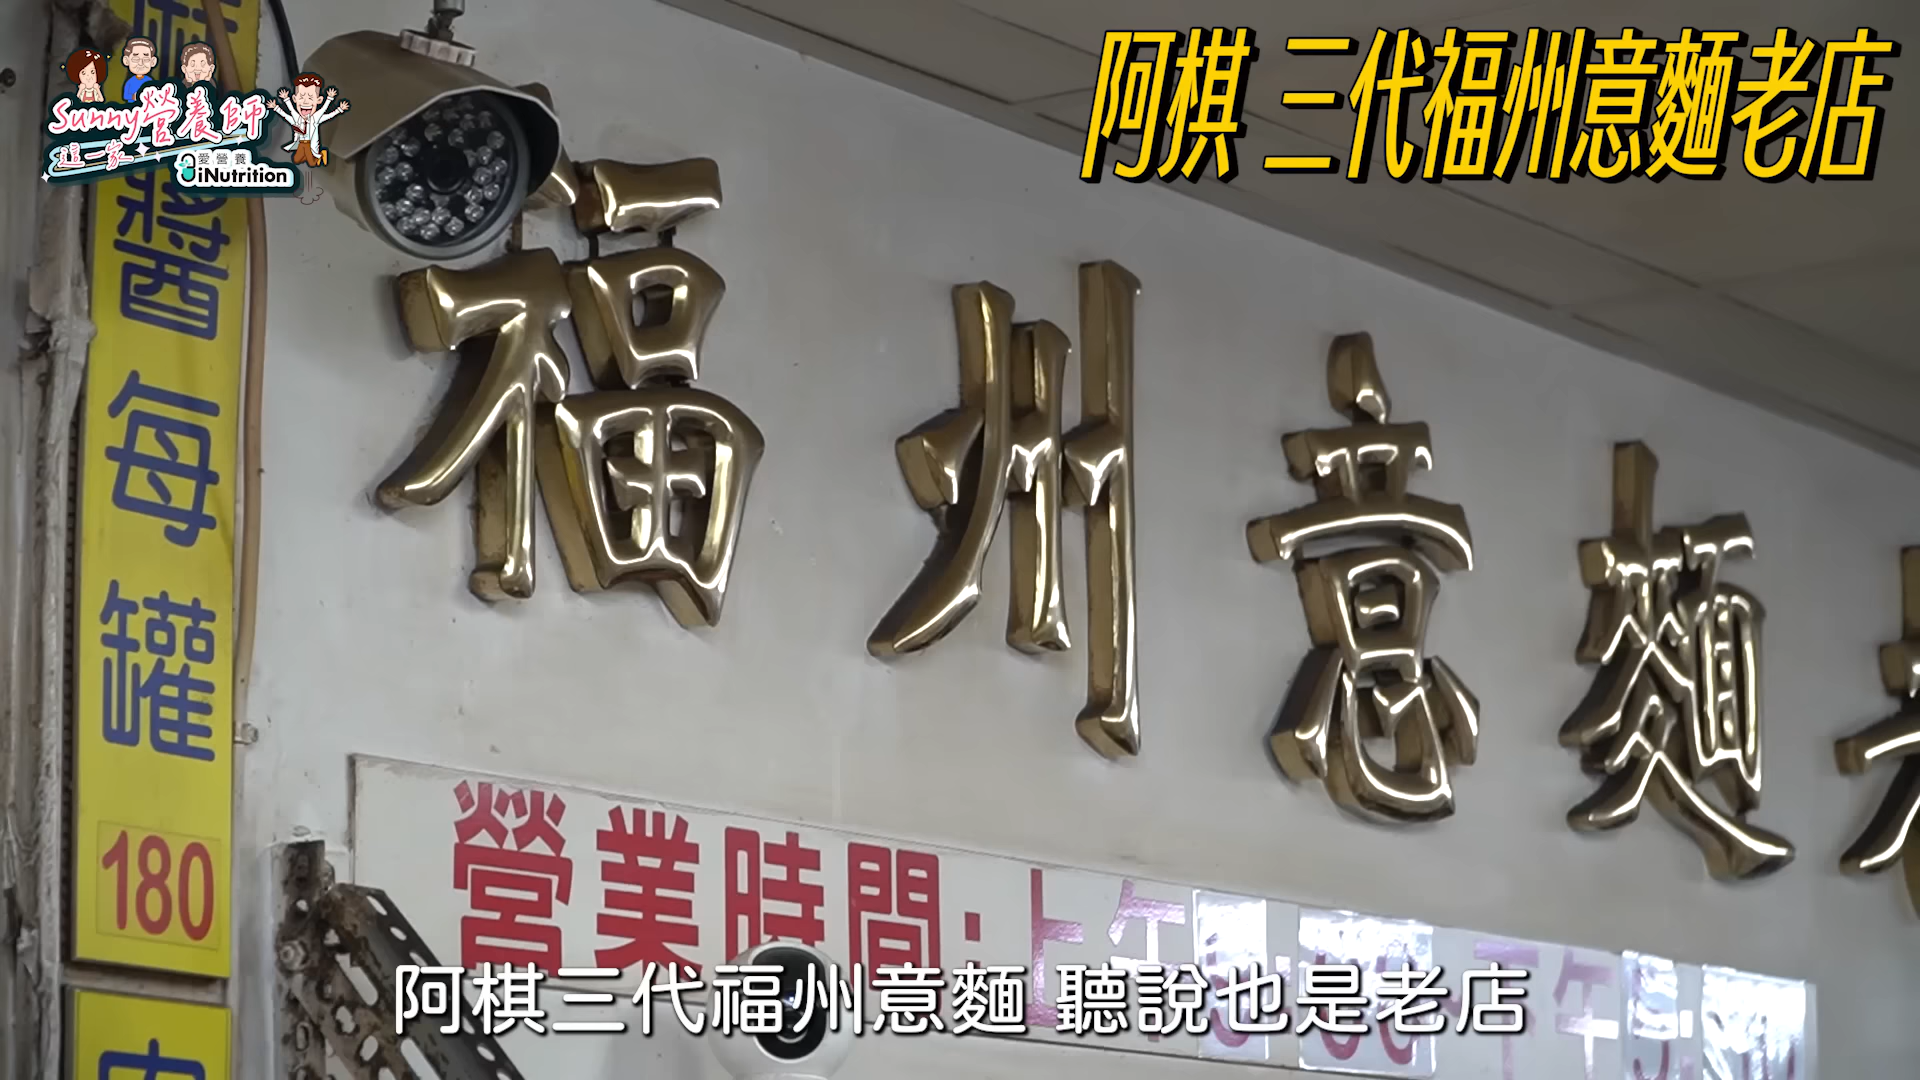 Sunny營養師
這一家
愛營養
iNutrition
阿棋 三代福州意麵老店
醬每罐
180
福州意麵
營業時間:上午
下午
阿棋三代福州意麵 聽說也是老店